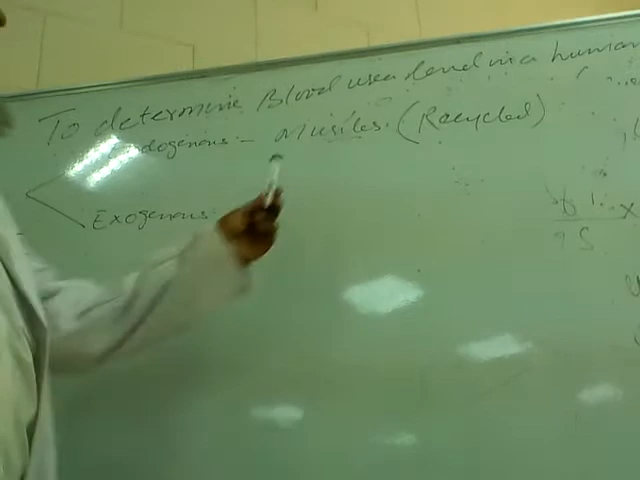 To determine Blood urea level in a human
Endogenous - Muscles. (Recycled)
Exogenous